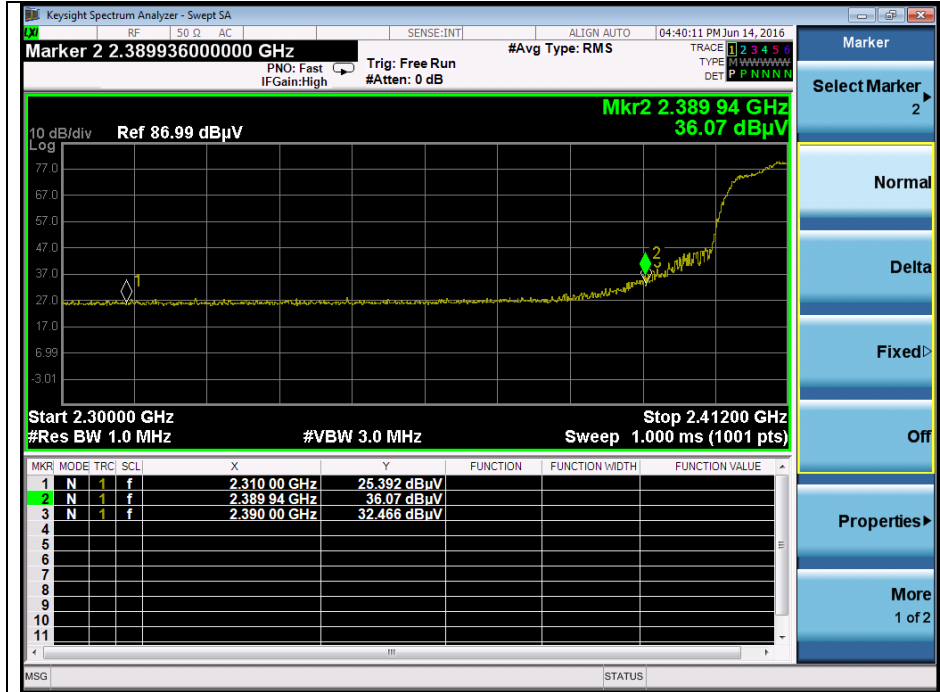 Keysight Spectrum Analyzer - Swept SA
LXI RF 50 Ω AC SENSE:INT ALIGN AUTO 04:40:11 PM Jun 14, 2016
Marker 2 2.389936000000 GHz
PNO: Fast
IFGain:High
Trig: Free Run
#Atten: 0 dB
#Avg Type: RMS
TRACE 1 2 3 4 5 6
TYPE M WWWWW
DET P P N N N N
Mkr2 2.389 94 GHz
36.07 dBµV
10 dB/div Ref 86.99 dBµV
Log
77.0
67.0
57.0
47.0
37.0
27.0
17.0
6.99
-3.01
1
2
3
Start 2.30000 GHz Stop 2.41200 GHz
#Res BW 1.0 MHz #VBW 3.0 MHz Sweep 1.000 ms (1001 pts)
MKR MODE TRC SCL X Y FUNCTION FUNCTION WIDTH FUNCTION VALUE
1 N 1 f 2.310 00 GHz 25.392 dBµV
2 N 1 f 2.389 94 GHz 36.07 dBµV
3 N 1 f 2.390 00 GHz 32.466 dBµV
4
5
6
7
8
9
10
11
MSG STATUS
Marker
Select Marker
2
Normal
Delta
Fixed
Off
Properties
More
1 of 2